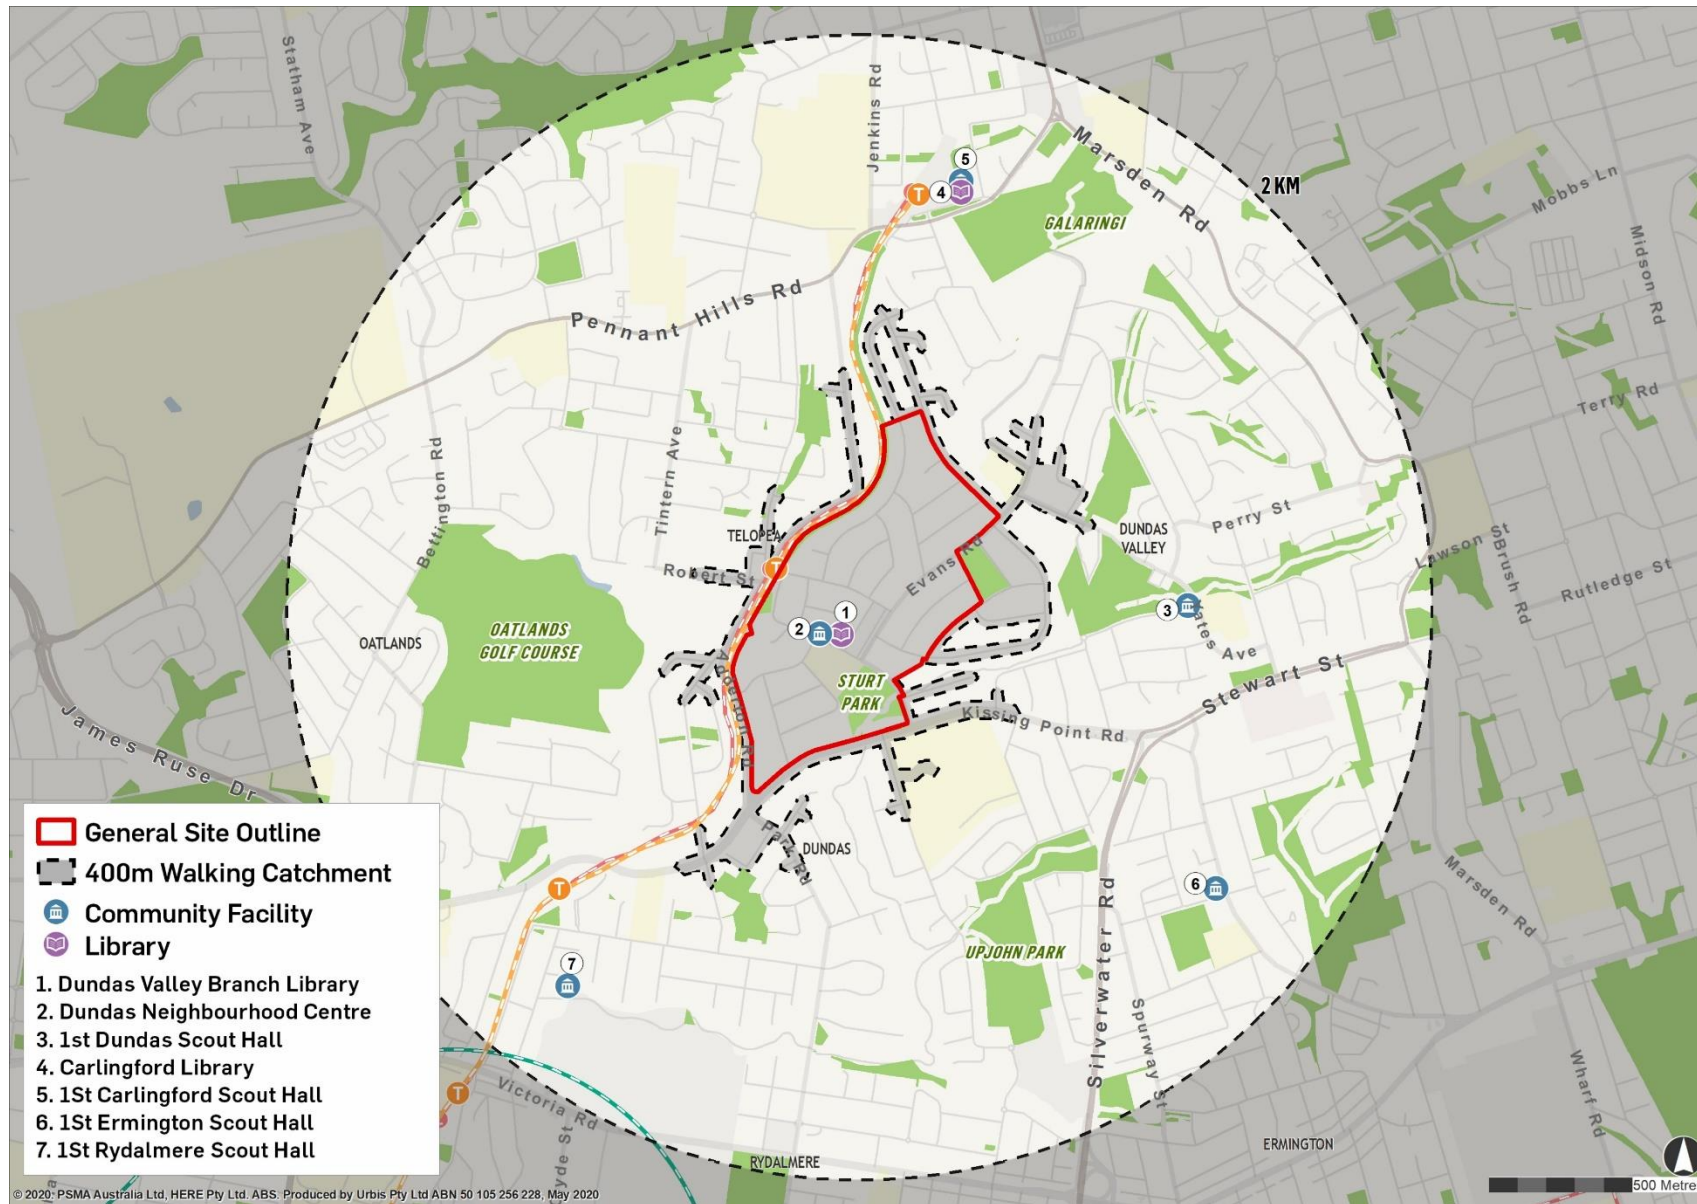 Statham Ave
Jenkins Rd
Marsden Rd
2 KM
Mobbs Ln
Midson Rd
5
4
T
GALARINGI
Pennant Hills Rd
Terry Rd
Bettington Rd
Tintern Ave
TELOPEA
Robert St
T
Evans Rd
DUNDAS
VALLEY
Perry St
Lawson St
Brush Rd
Rutledge St
OATLANDS
OATLANDS
GOLF COURSE
1
2
3
Yates Ave
Adderton Rd
STURT
PARK
Kissing Point Rd
Stewart St
James Ruse Dr
Park Rd
DUNDAS
Silverwater Rd
Marsden Rd
6
T
7
UPJOHN PARK
Spurway St
Wharf Rd
T
Victoria Rd
RYDALMERE
ERMINGTON
General Site Outline
400m Walking Catchment
Community Facility
Library
1. Dundas Valley Branch Library
2. Dundas Neighbourhood Centre
3. 1st Dundas Scout Hall
4. Carlingford Library
5. 1St Carlingford Scout Hall
6. 1St Ermington Scout Hall
7. 1St Rydalmere Scout Hall
© 2020. PSMA Australia Ltd, HERE Pty Ltd. ABS. Produced by Urbis Pty Ltd ABN 50 105 256 228, May 2020
500 Metre